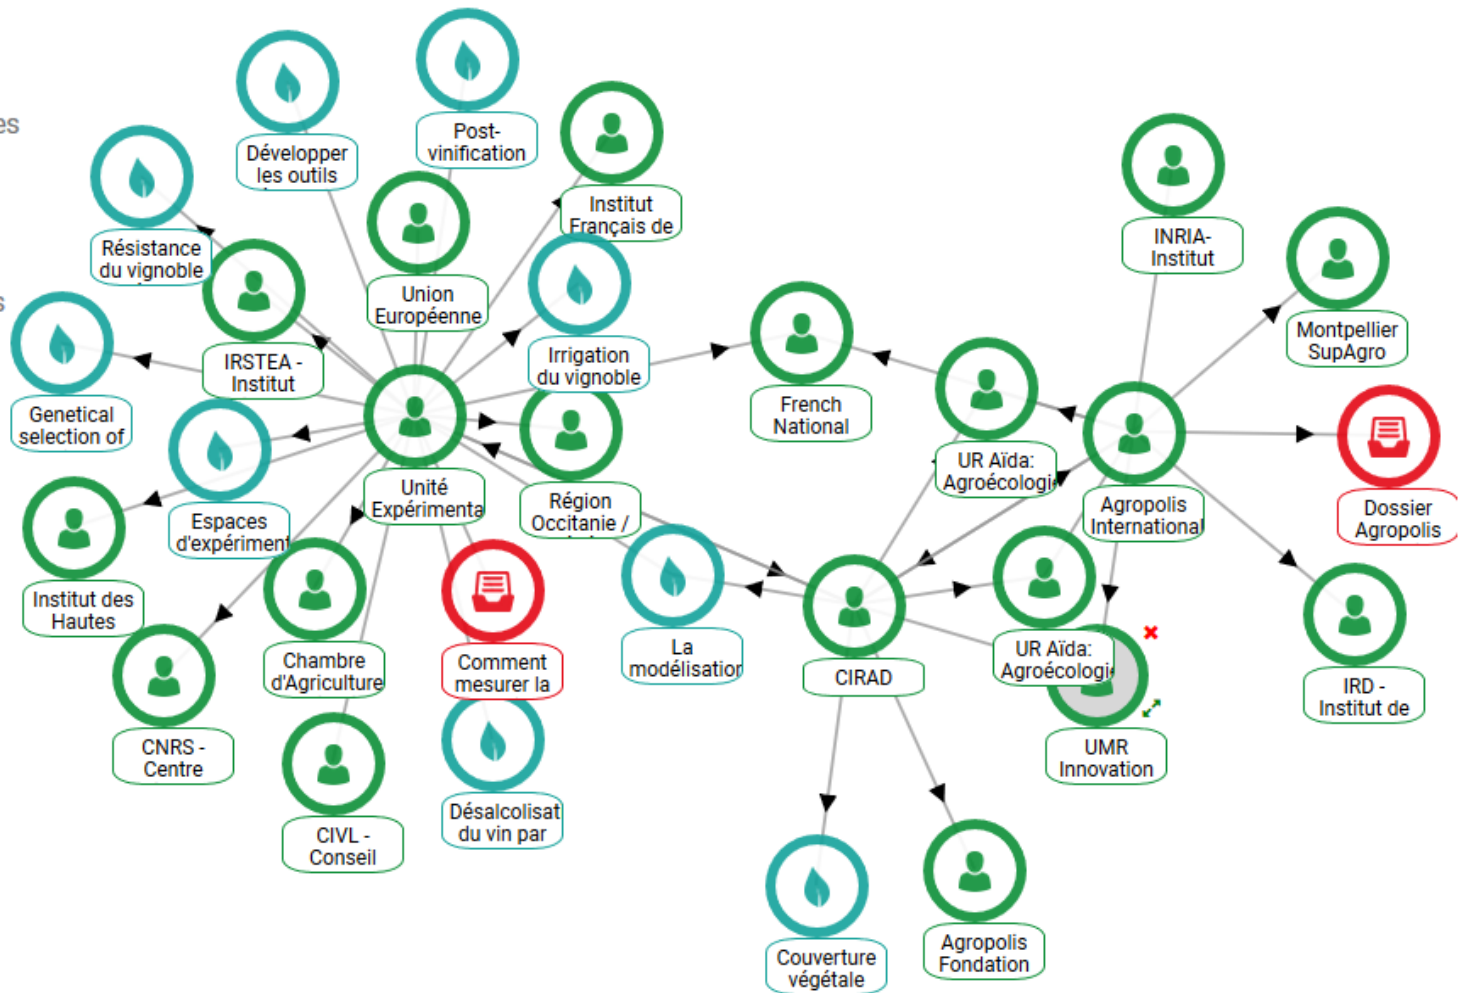 es
s
Développer
les outils
Post-
vinification
Institut
Français de
Résistance
du vignoble
Union
Européenne
INRIA-
Institut
Montpellier
SupAgro
IRSTEA -
Institut
Irrigation
du vignoble
Genetical
selection of
French
National
UR Aïda:
Agroécologi
Agropolis
International
Dossier
Agropolis
Espaces
d'expériment
Unité
Expérimenta
Région
Occitanie /
Institut des
Hautes
Chambre
d'Agriculture
Comment
mesurer la
La
modélisation
CIRAD
UR Aïda:
Agroécologi
IRD -
Institut de
CNRS -
Centre
UMR
Innovation
CIVL -
Conseil
Désalcolisat
du vin par
Couverture
végétale
Agropolis
Fondation